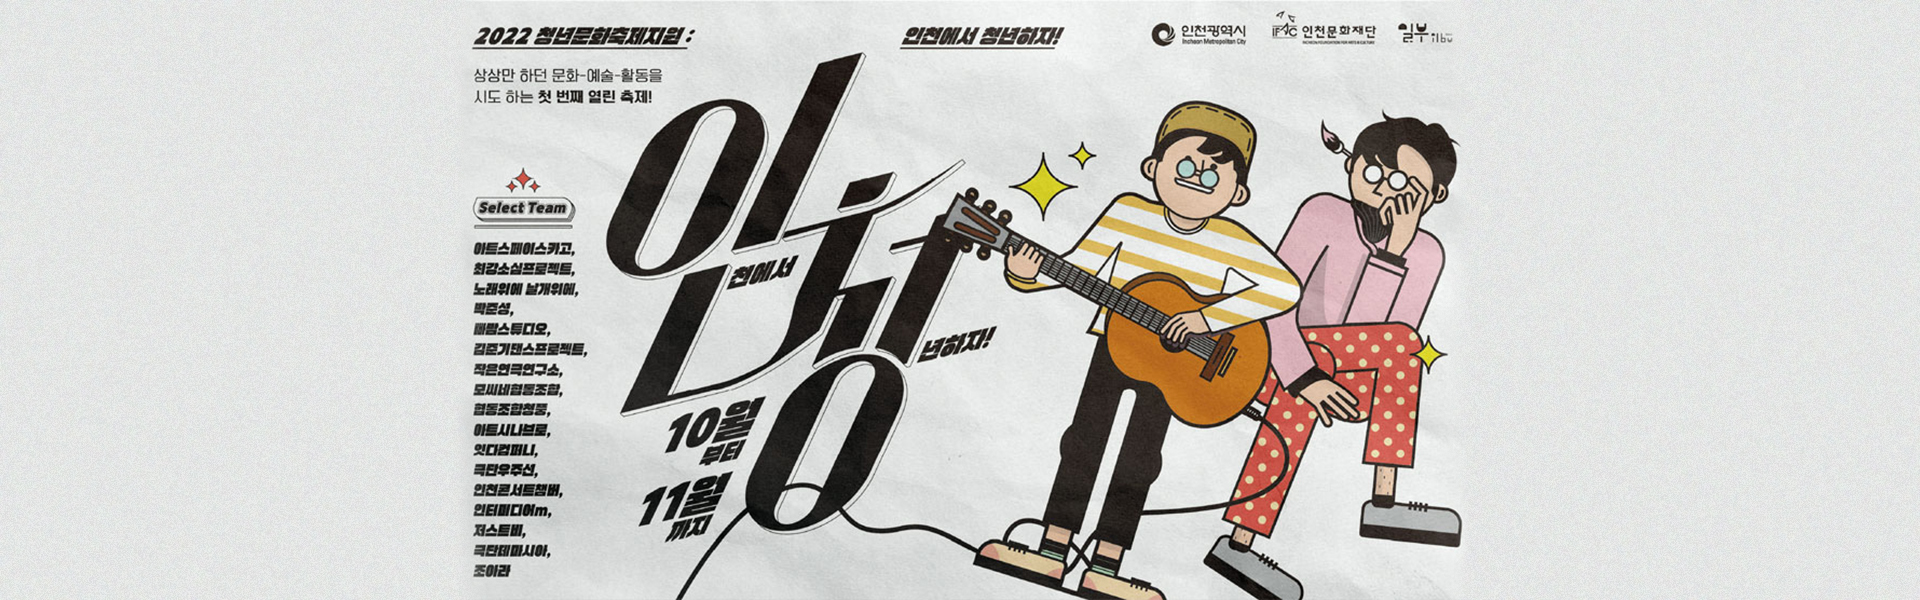 2022 청년문화축제지원 :
인천에서 청년하자!
인천광역시
Incheon Metropolitan City
IFAC 인천문화재단
INCHEON FOUNDATION FOR ARTS & CULTURE
일부 ilbu
상상만 하던 문화-예술-활동을
시도 하는 첫 번째 열린 축제!
Select Team
아트스페이스키고,
최강소심프로젝트,
노래위에 날개위에,
박준성,
빠빵스튜디오,
김준기댄스프로젝트,
작은연극연구소,
모씨네협동조합,
협동조합청풍,
아트시나브로,
잇다컴퍼니,
극단우주선,
인천콘서트챔버,
인터미디어m,
저스트비,
극단테미시아,
조아라
인
천에서
청
년하자!
10월
부터
11월
까지